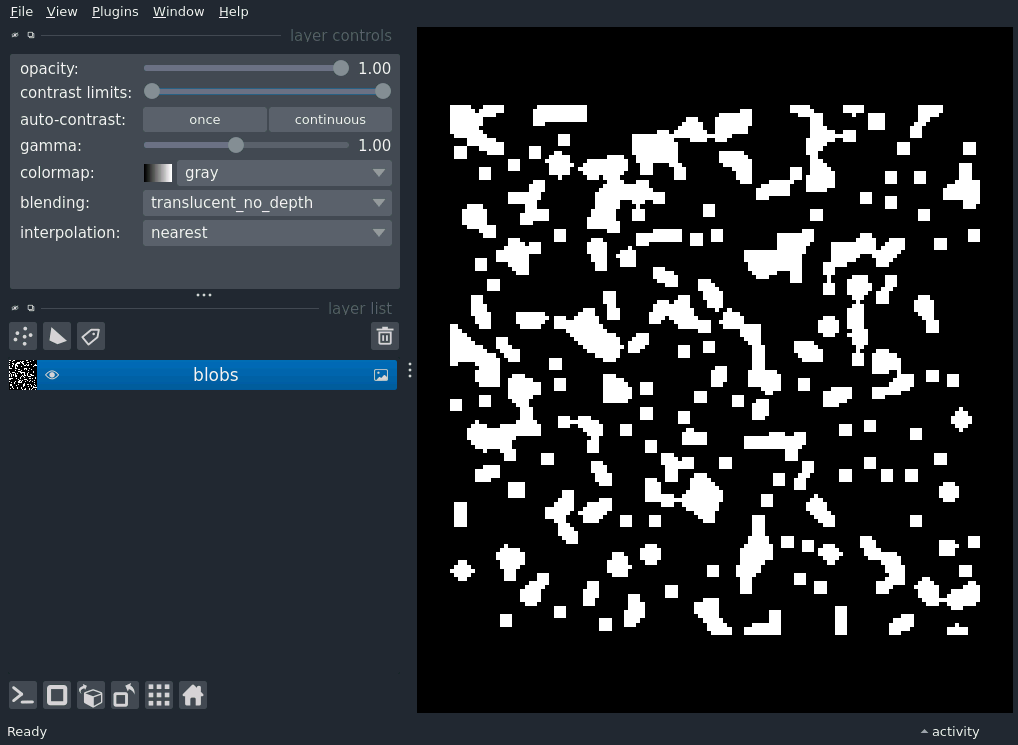 File View Plugins Window Help
layer controls
opacity: 1.00
contrast limits:
auto-contrast: once continuous
gamma: 1.00
colormap: gray
blending: translucent_no_depth
interpolation: nearest
layer list
blobs
Ready activity